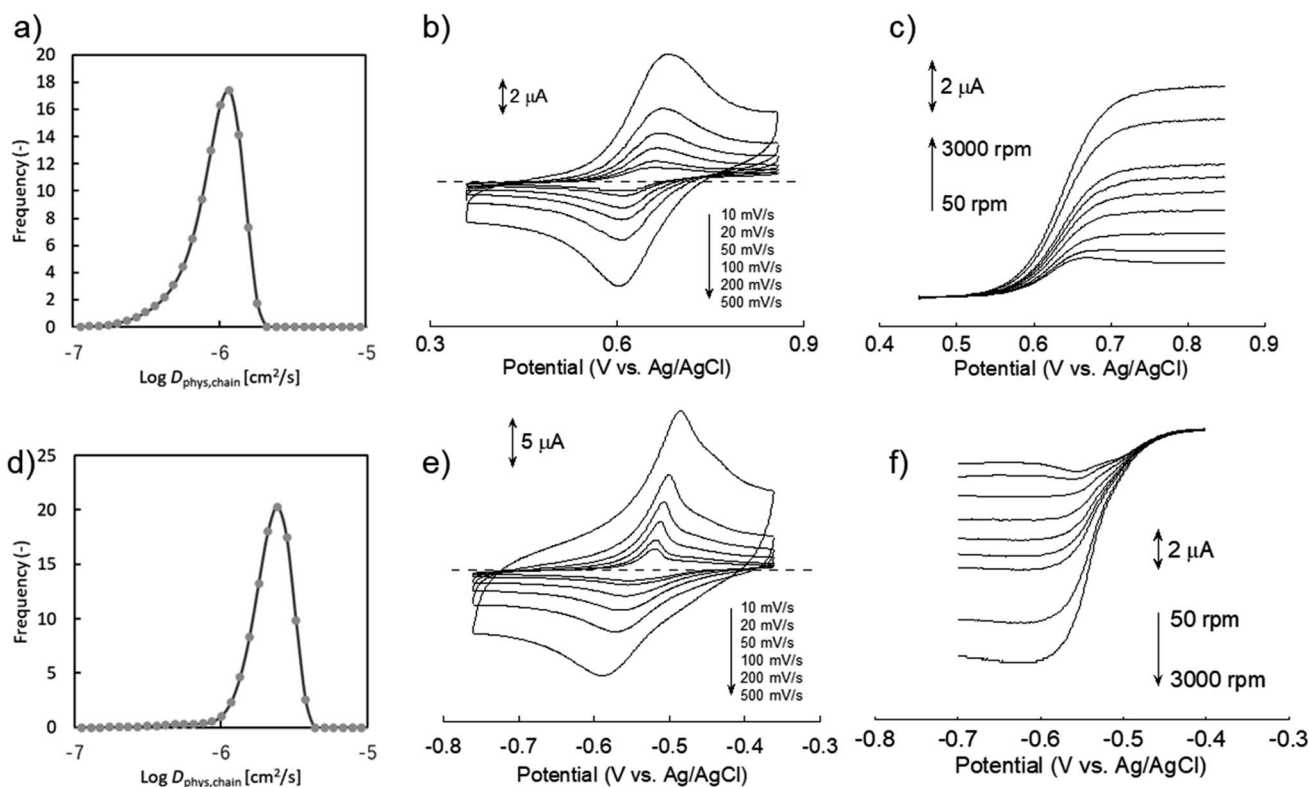 a)
20
18
16
14
12
10
8
6
4
2
0
Frequency (-)
-7
-6
-5
Log Dphys,chain [cm²/s]
b)
2 μA
10 mV/s
20 mV/s
50 mV/s
100 mV/s
200 mV/s
500 mV/s
0.3
0.6
0.9
Potential (V vs. Ag/AgCl)
c)
2 μA
3000 rpm
50 rpm
0.4
0.5
0.6
0.7
0.8
0.9
Potential (V vs. Ag/AgCl)
d)
25
20
15
10
5
0
Frequency (-)
-7
-6
-5
Log Dphys,chain [cm²/s]
e)
5 μA
10 mV/s
20 mV/s
50 mV/s
100 mV/s
200 mV/s
500 mV/s
-0.8
-0.7
-0.6
-0.5
-0.4
-0.3
Potential (V vs. Ag/AgCl)
f)
2 μA
50 rpm
3000 rpm
-0.8
-0.7
-0.6
-0.5
-0.4
-0.3
Potential (V vs. Ag/AgCl)